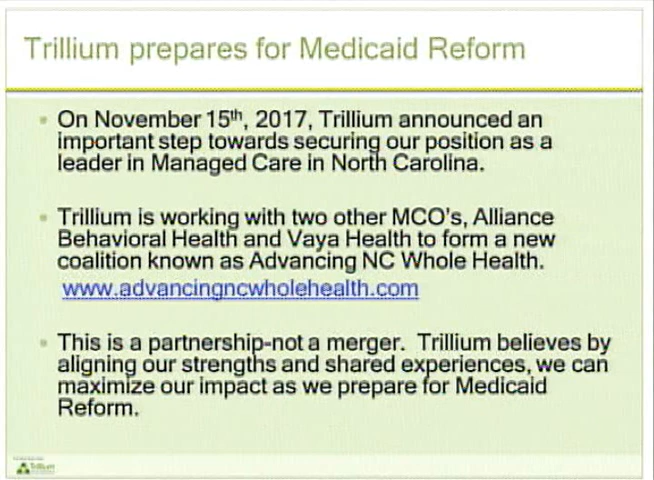 Trillium prepares for Medicaid Reform
On November 15th, 2017, Trillium announced an
important step towards securing our position as a
leader in Managed Care in North Carolina.
Trillium is working with two other MCO's, Alliance
Behavioral Health and Vaya Health to form a new
coalition known as Advancing NC Whole Health.
www.advancingncwholehealth.com
This is a partnership-not a merger. Trillium believes by
aligning our strengths and shared experiences, we can
maximize our impact as we prepare for Medicaid
Reform.
Trillium